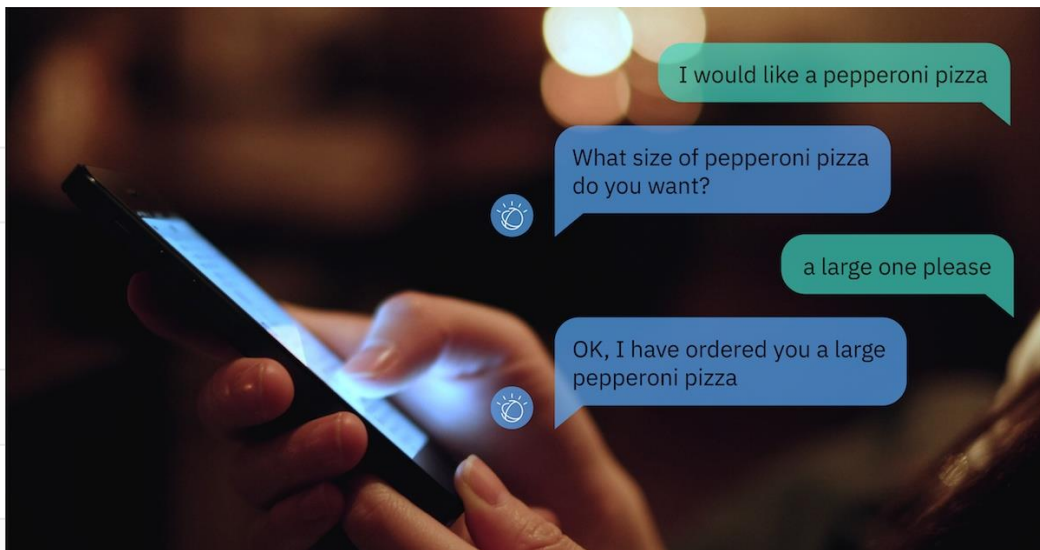 I would like a pepperoni pizza
What size of pepperoni pizza
do you want?
a large one please
OK, I have ordered you a large
pepperoni pizza